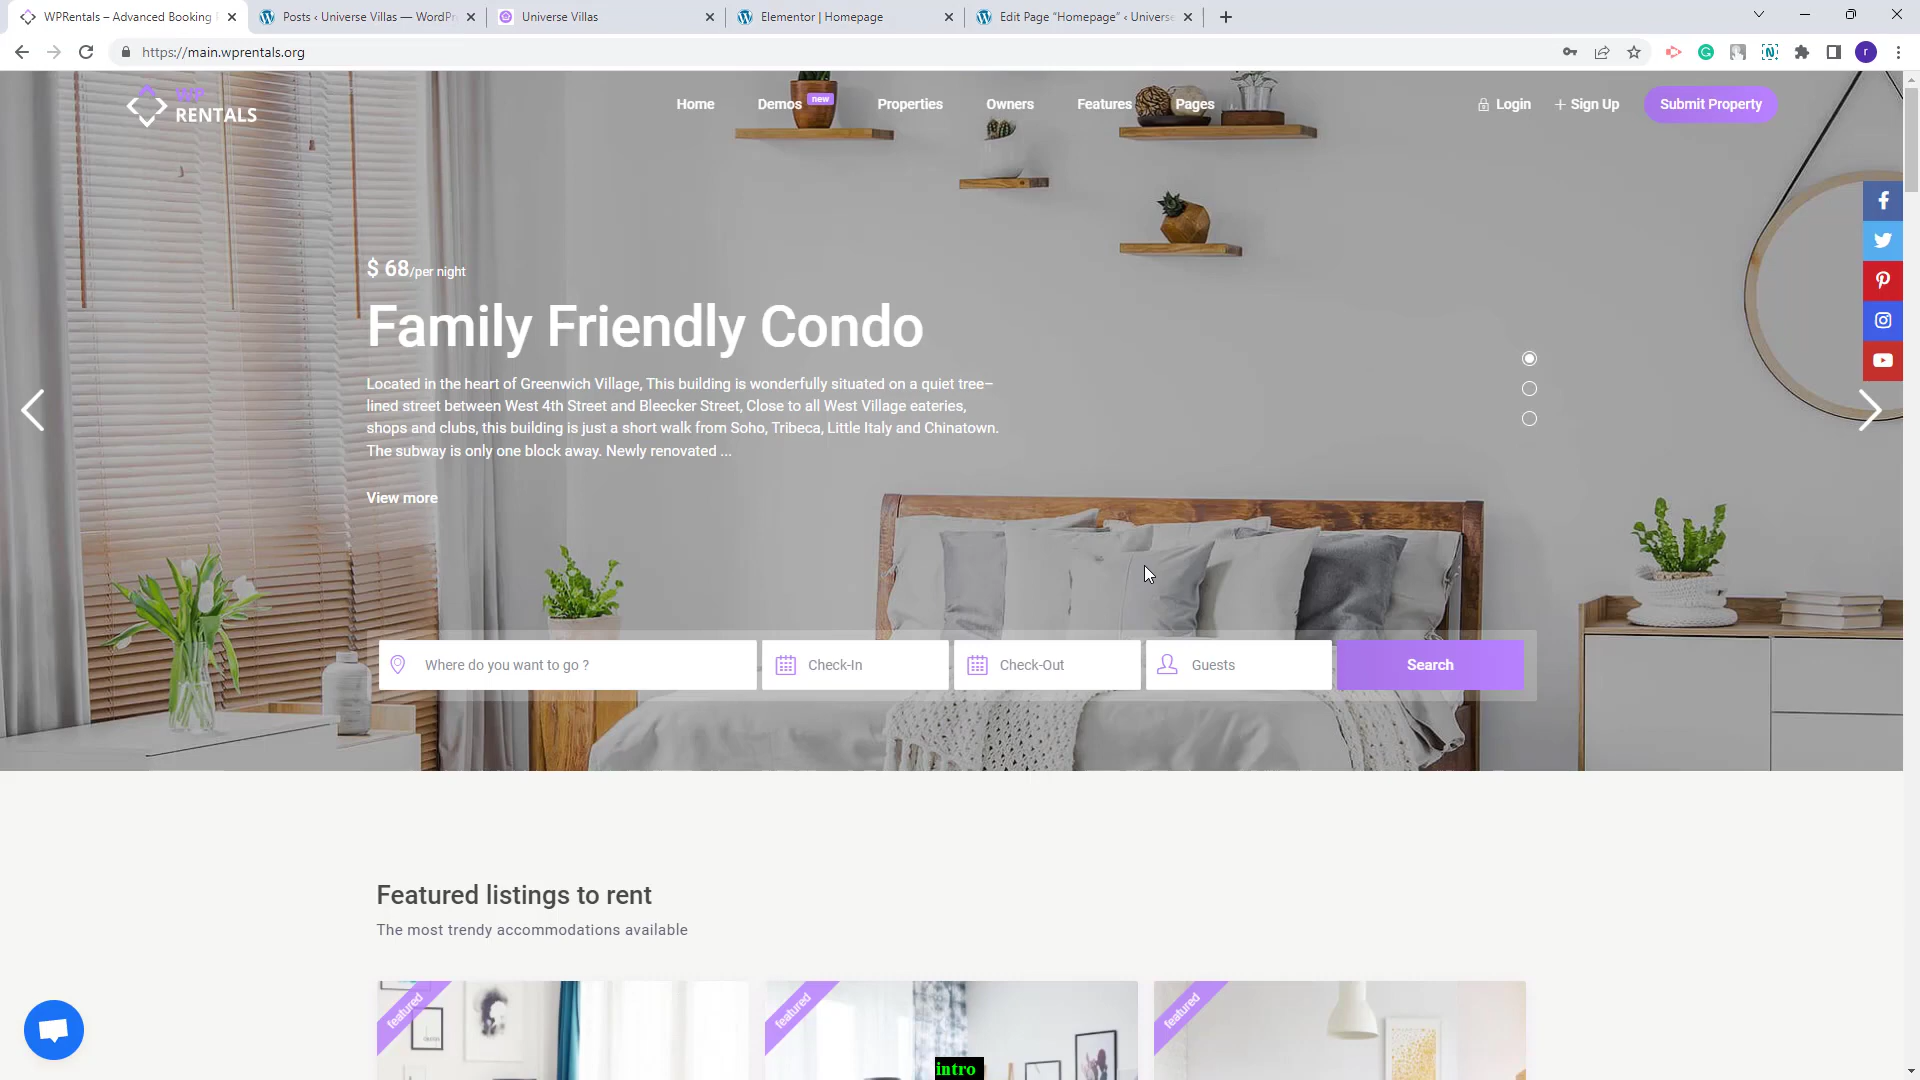 WPRentals – Advanced Booking
Posts ‹ Universe Villas — WordPr
Universe Villas
Elementor | Homepage
Edit Page “Homepage” ‹ Universe
https://main.wprentals.org
r
WP
RENTALS
Home
Demos
new
Properties
Owners
Features
Pages
Login
Sign Up
Submit Property
$ 68/per night
Family Friendly Condo
Located in the heart of Greenwich Village, This building is wonderfully situated on a quiet tree–
lined street between West 4th Street and Bleecker Street, Close to all West Village eateries,
shops and clubs, this building is just a short walk from Soho, Tribeca, Little Italy and Chinatown.
The subway is only one block away. Newly renovated ...
View more
Where do you want to go ?
Check-In
Check-Out
Guests
Search
Featured listings to rent
The most trendy accommodations available
featured
featured
featured
intro